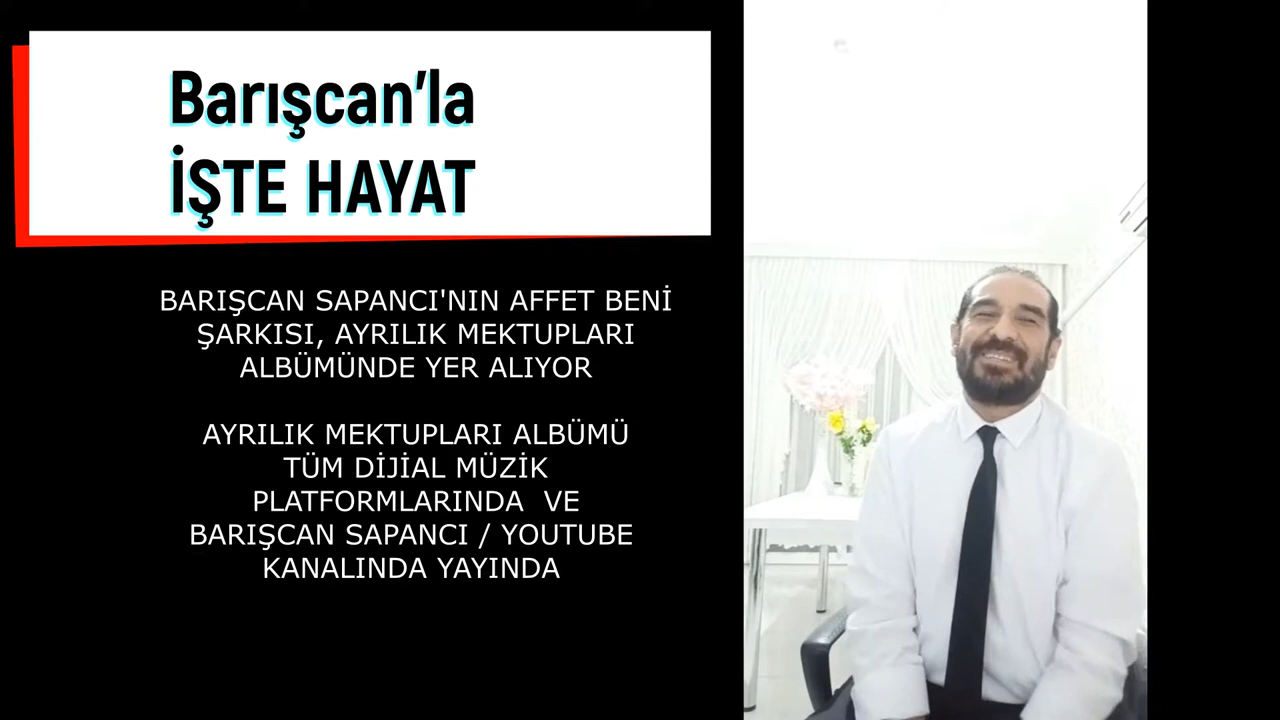 Barışcan'la
İŞTE HAYAT
BARIŞCAN SAPANCI'NIN AFFET BENİ
ŞARKISI, AYRILIK MEKTUPLARI
ALBÜMÜNDE YER ALIYOR
AYRILIK MEKTUPLARI ALBÜMÜ
TÜM DİJİAL MÜZİK
PLATFORMLARINDA  VE
BARIŞCAN SAPANCI / YOUTUBE
KANALINDA YAYINDA